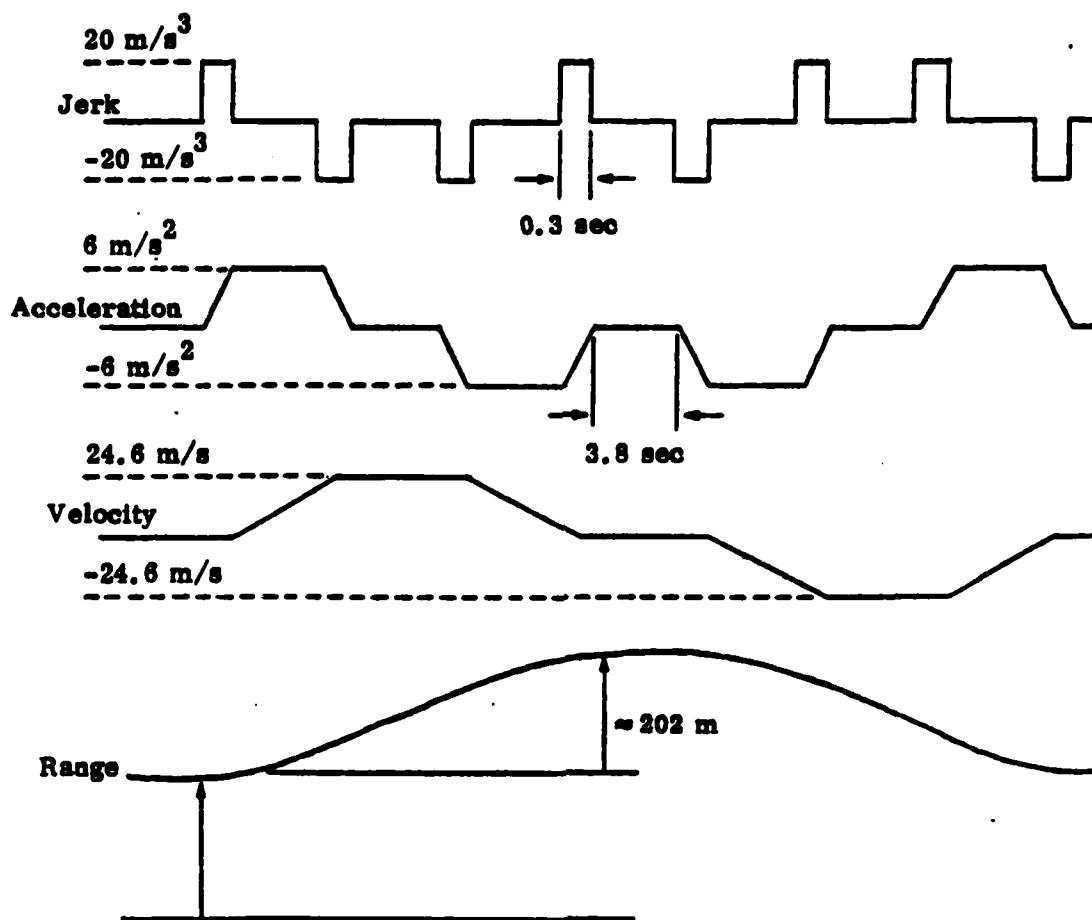 20 m/s³
Jerk
-20 m/s³
0.3 sec
6 m/s²
Acceleration
-6 m/s²
3.8 sec
24.6 m/s
Velocity
-24.6 m/s
≈ 202 m
Range